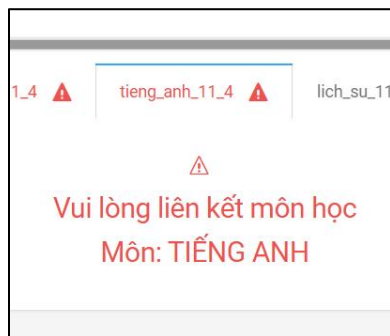 1_4 tieng_anh_11_4 lich_su_11
Vui lòng liên kết môn học
Môn: TIẾNG ANH